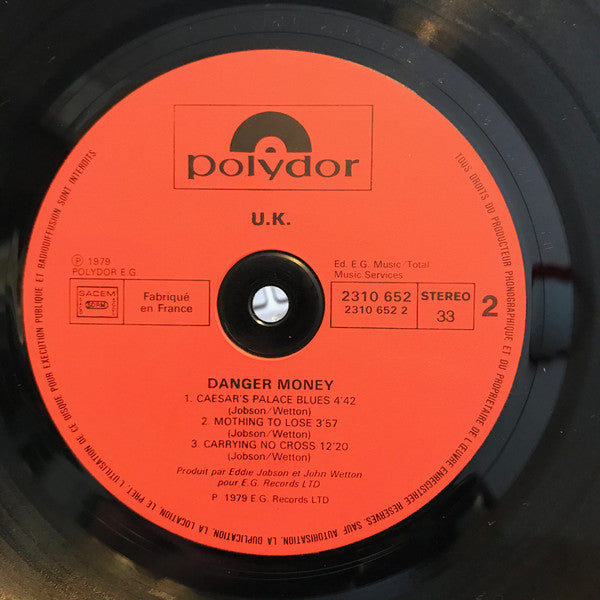 polydor
U.K.
℗ 1979
POLYDOR E.G.
Ed. E.G. Music/Total
Music Services
SACEM
Fabriqué
en France
2310 652
2310 652 2
STEREO
33
2
DANGER MONEY
1. CAESAR'S PALACE BLUES 4'42
(Jobson/Wetton)
2. MOTHING TO LOSE 3'57
(Jobson/Wetton)
3. CARRYING NO CROSS 12'20
(Jobson/Wetton)
Produit par Eddie Jobson et John Wetton
pour E.G. Records LTD
P 1979 E.G. Records LTD
TOUS DROITS DU PRODUCTEUR PHONOGRAPHIQUE ET DU PROPRIETAIRE DE L'ŒUVRE ENREGISTREE RESERVES. SAUF AUTORISATION, LA DUPLICATION, LA LOCATION, LE PRET, L'UTILISATION DE CE DISQUE POUR EXECUTION PUBLIQUE ET RADIODIFFUSION SONT INTERDITS